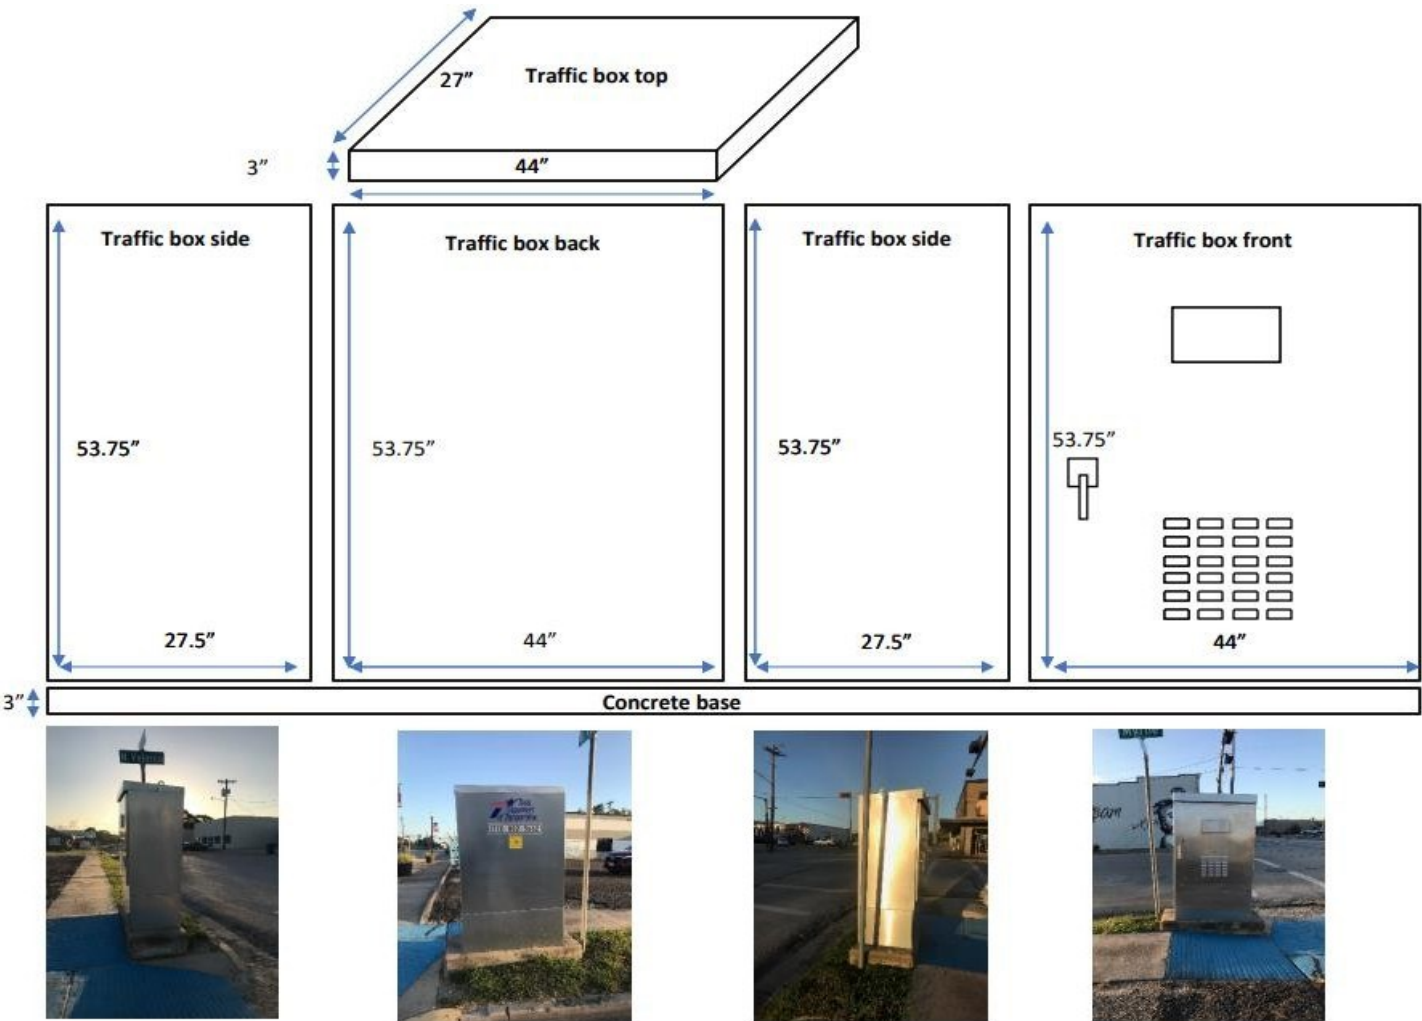 27”
Traffic box top
3”
44”
Traffic box side
Traffic box back
Traffic box side
Traffic box front
53.75”
53.75”
53.75”
53.75”
27.5”
44”
27.5”
44”
3”
Concrete base